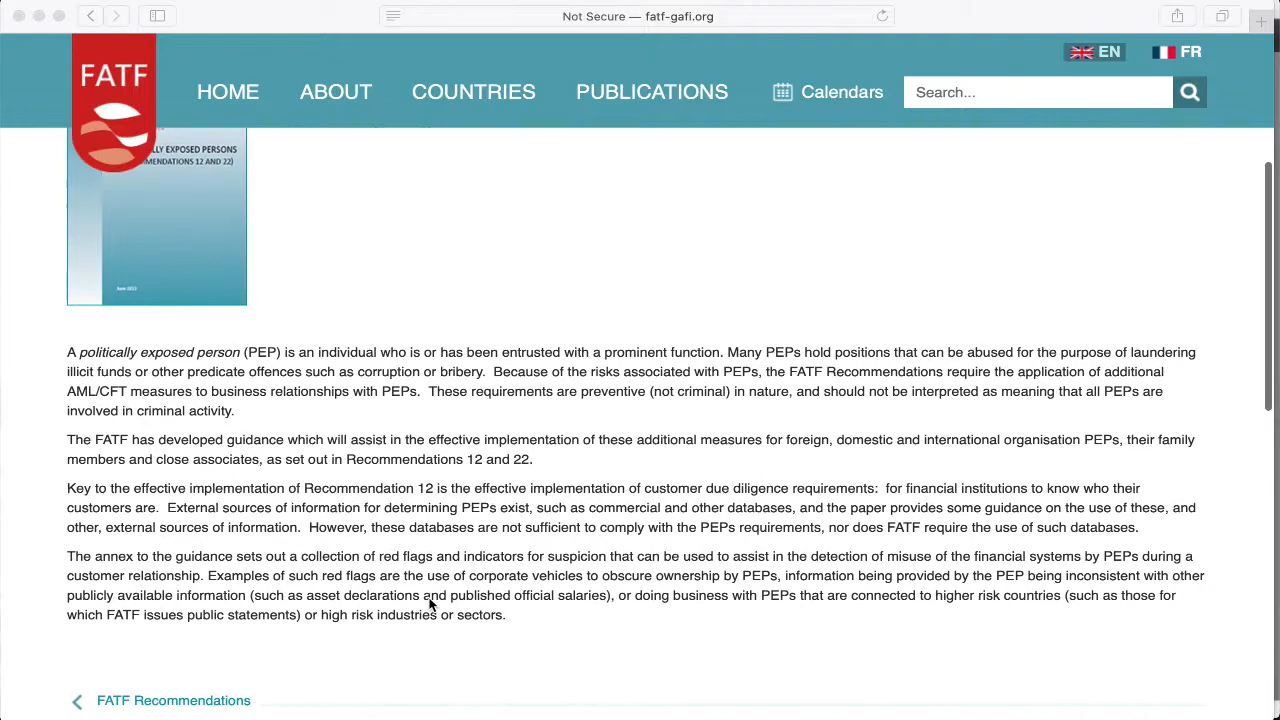 Not Secure — fatf-gafi.org
EN
FR
FATF
HOME
ABOUT
COUNTRIES
PUBLICATIONS
Calendars
Search...
LLY EXPOSED PERSONS
MENDATIONS 12 AND 22)
June 2013
A politically exposed person (PEP) is an individual who is or has been entrusted with a prominent function. Many PEPs hold positions that can be abused for the purpose of laundering
illicit funds or other predicate offences such as corruption or bribery.  Because of the risks associated with PEPs, the FATF Recommendations require the application of additional
AML/CFT measures to business relationships with PEPs.  These requirements are preventive (not criminal) in nature, and should not be interpreted as meaning that all PEPs are
involved in criminal activity.
The FATF has developed guidance which will assist in the effective implementation of these additional measures for foreign, domestic and international organisation PEPs, their family
members and close associates, as set out in Recommendations 12 and 22.
Key to the effective implementation of Recommendation 12 is the effective implementation of customer due diligence requirements:  for financial institutions to know who their
customers are.  External sources of information for determining PEPs exist, such as commercial and other databases, and the paper provides some guidance on the use of these, and
other, external sources of information.  However, these databases are not sufficient to comply with the PEPs requirements, nor does FATF require the use of such databases.
The annex to the guidance sets out a collection of red flags and indicators for suspicion that can be used to assist in the detection of misuse of the financial systems by PEPs during a
customer relationship. Examples of such red flags are the use of corporate vehicles to obscure ownership by PEPs, information being provided by the PEP being inconsistent with other
publicly available information (such as asset declarations and published official salaries), or doing business with PEPs that are connected to higher risk countries (such as those for
which FATF issues public statements) or high risk industries or sectors.
FATF Recommendations